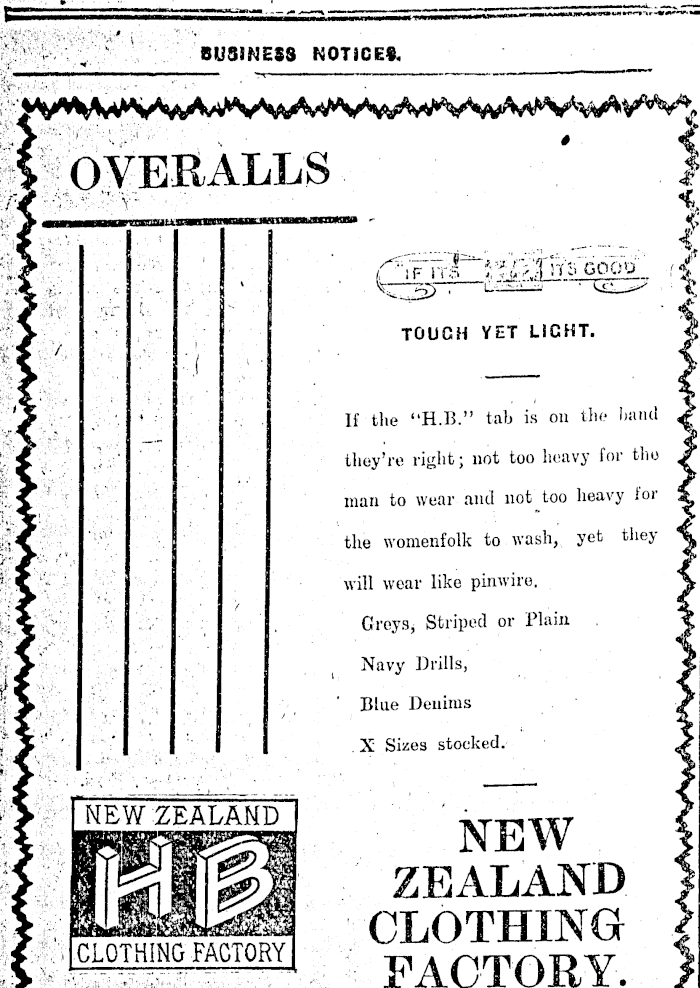 BUSINESS NOTICES.
OVERALLS
IF ITS ITS GOOD
TOUGH YET LIGHT.
If the "H.B." tab is on the band
they're right; not too heavy for the
man to wear and not too heavy for
the womenfolk to wash, yet they
will wear like pinwire.
Greys, Striped or Plain
Navy Drills,
Blue Denims
X Sizes stocked.
NEW ZEALAND
HB
CLOTHING FACTORY
NEW
ZEALAND
CLOTHING
FACTORY.